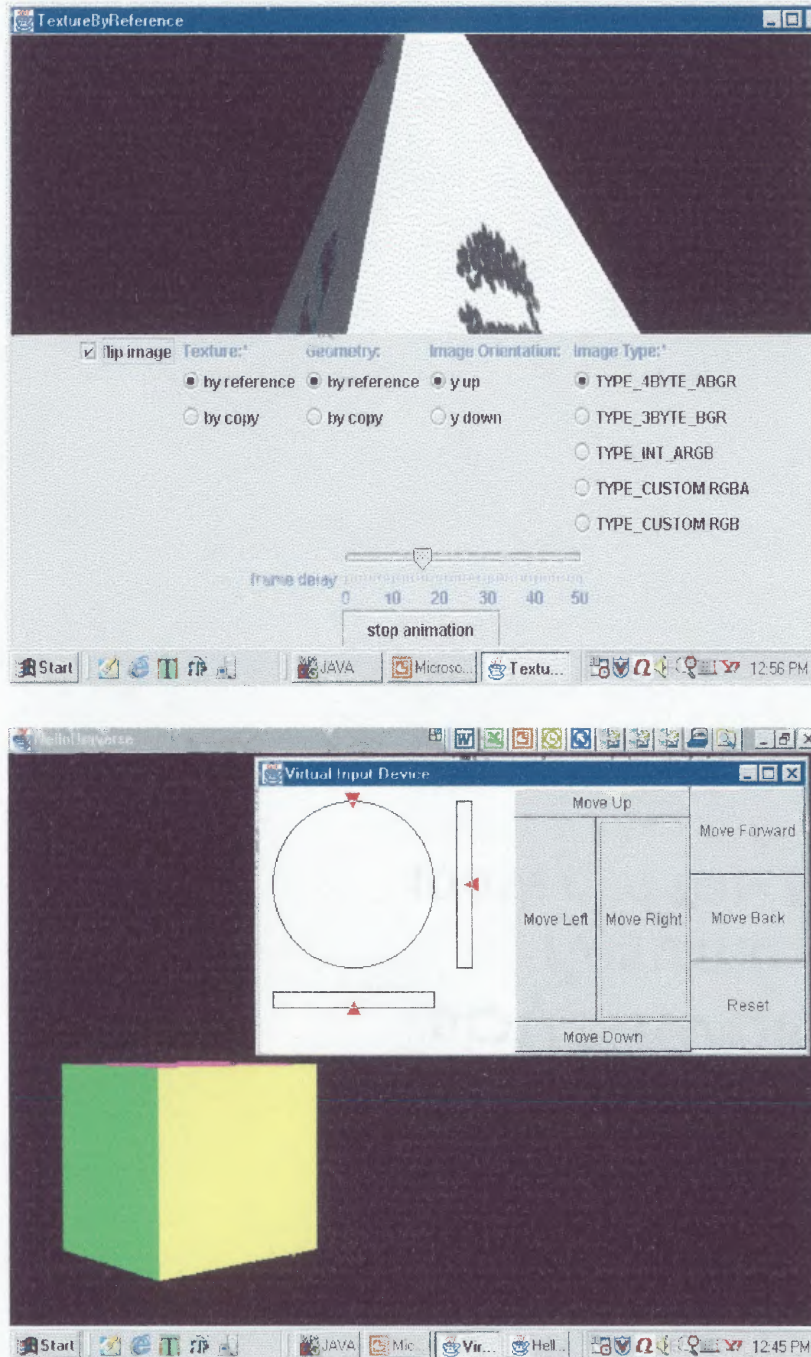 TextureByReference
flip image Texture:* Geometry: Image Orientation: Image Type:*
by reference by reference y up TYPE_4BYTE_ABGR
by copy by copy y down TYPE_3BYTE_BGR
TYPE_INT_ARGB
TYPE_CUSTOM RGBA
TYPE_CUSTOM RGB
frame delay
0 10 20 30 40 50
stop animation
Start JAVA Microso... Textu... 12:56 PM
HelloUniverse
Virtual Input Device
Move Up
Move Forward
Move Left Move Right Move Back
Reset
Move Down
Start JAVA Mic... Vir... Hell... 12:45 PM